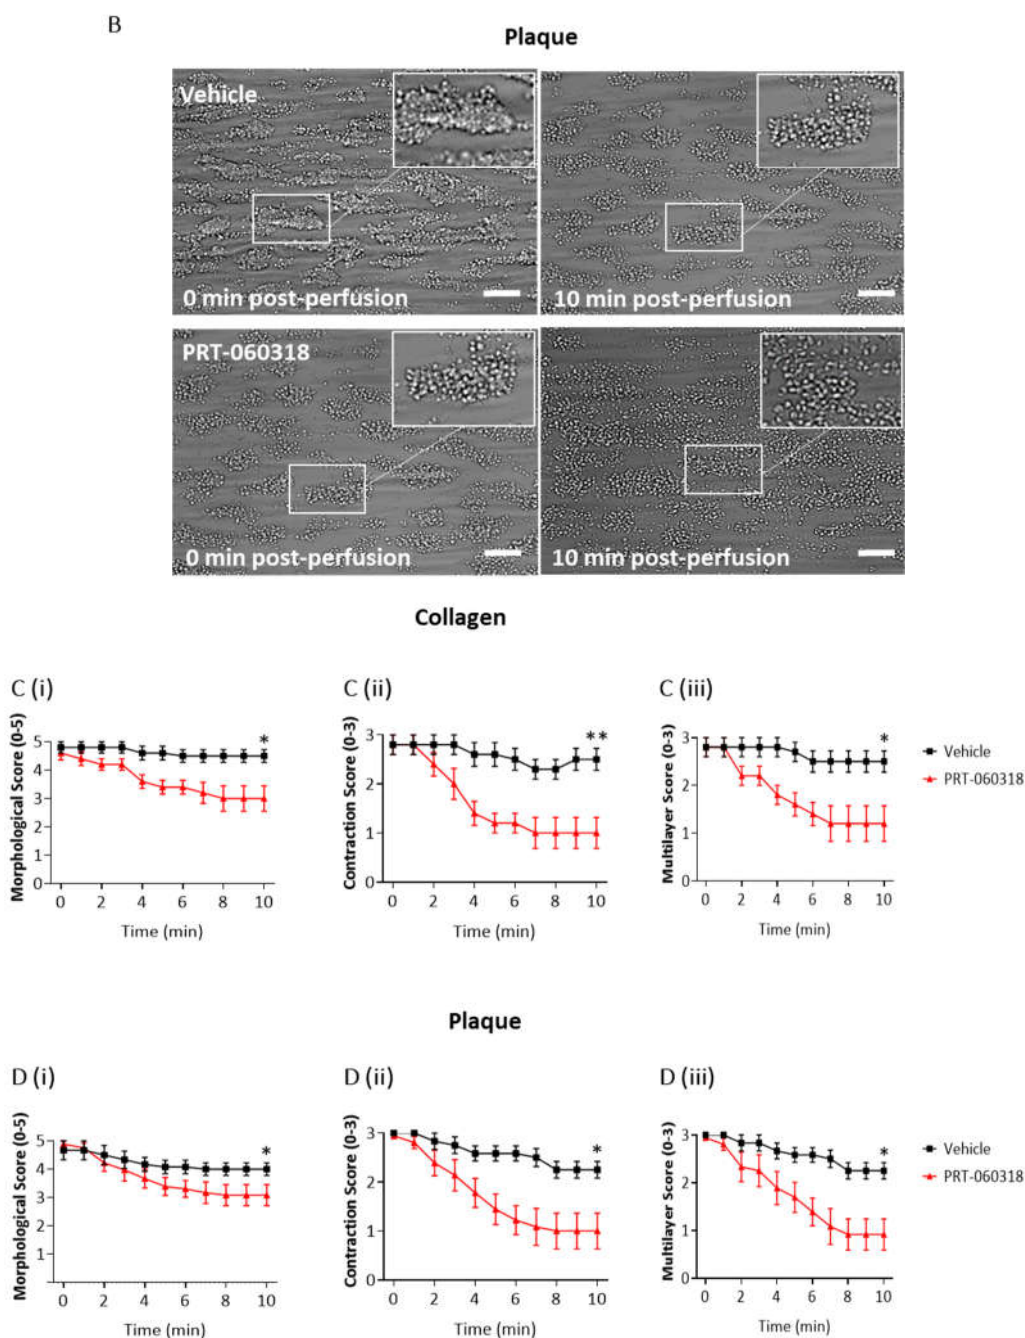 B
Plaque
Vehicle
0 min post-perfusion
10 min post-perfusion
PRT-060318
0 min post-perfusion
10 min post-perfusion
Collagen
C (i)
Morphological Score (0-5)
5
4
3
2
1
0
*
0 2 4 6 8 10
Time (min)
C (ii)
Contraction Score (0-3)
3
2
1
0
**
0 2 4 6 8 10
Time (min)
C (iii)
Multilayer Score (0-3)
3
2
1
0
*
0 2 4 6 8 10
Time (min)
Vehicle
PRT-060318
Plaque
D (i)
Morphological Score (0-5)
5
4
3
2
1
*
0 2 4 6 8 10
Time (min)
D (ii)
Contraction Score (0-3)
3
2
1
0
*
0 2 4 6 8 10
Time (min)
D (iii)
Multilayer Score (0-3)
3
2
1
0
*
0 2 4 6 8 10
Time (min)
Vehicle
PRT-060318